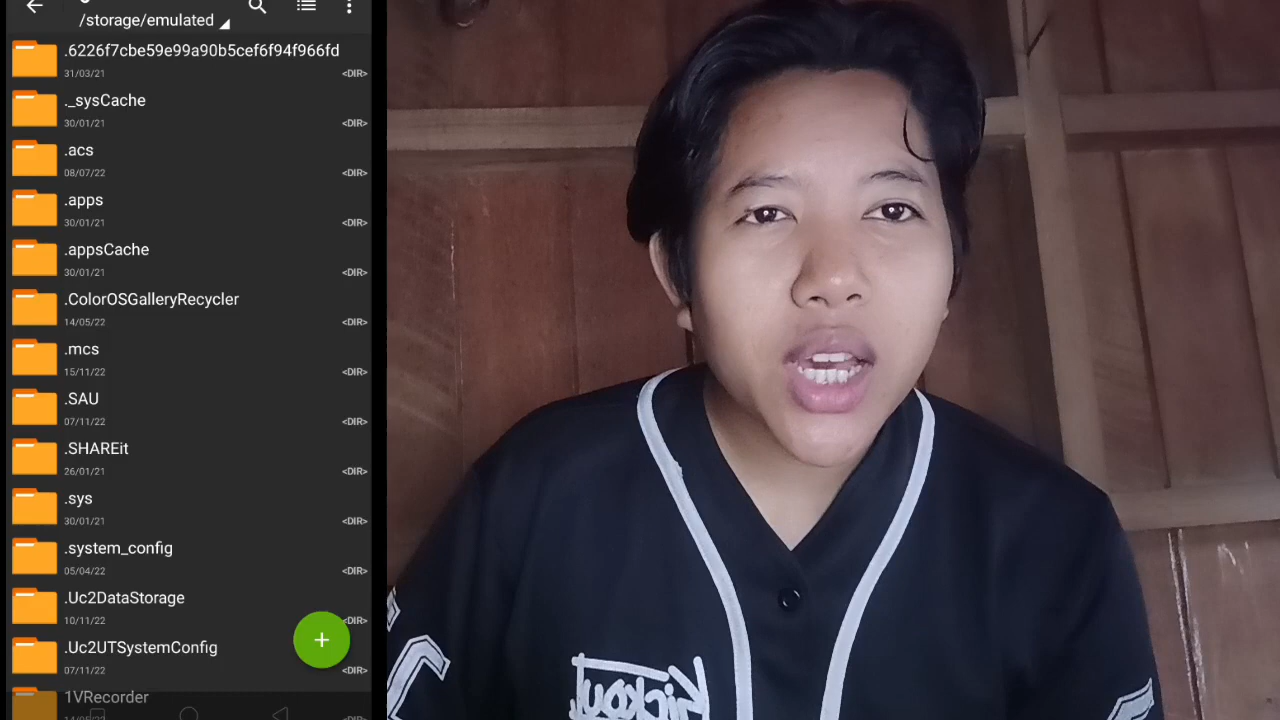 /storage/emulated
.6226f7cbe59e99a90b5cef6f94f966fd
31/03/21 <DIR>
._sysCache
30/01/21 <DIR>
.acs
08/07/22 <DIR>
.apps
30/01/21 <DIR>
.appsCache
30/01/21 <DIR>
.ColorOSGalleryRecycler
14/05/22 <DIR>
.mcs
15/11/22 <DIR>
.SAU
07/11/22 <DIR>
.SHAREit
26/01/21 <DIR>
.sys
30/01/21 <DIR>
.system_config
05/04/22 <DIR>
.Uc2DataStorage
10/11/22 <DIR>
.Uc2UTSystemConfig
07/11/22 <DIR>
1VRecorder
Kickout